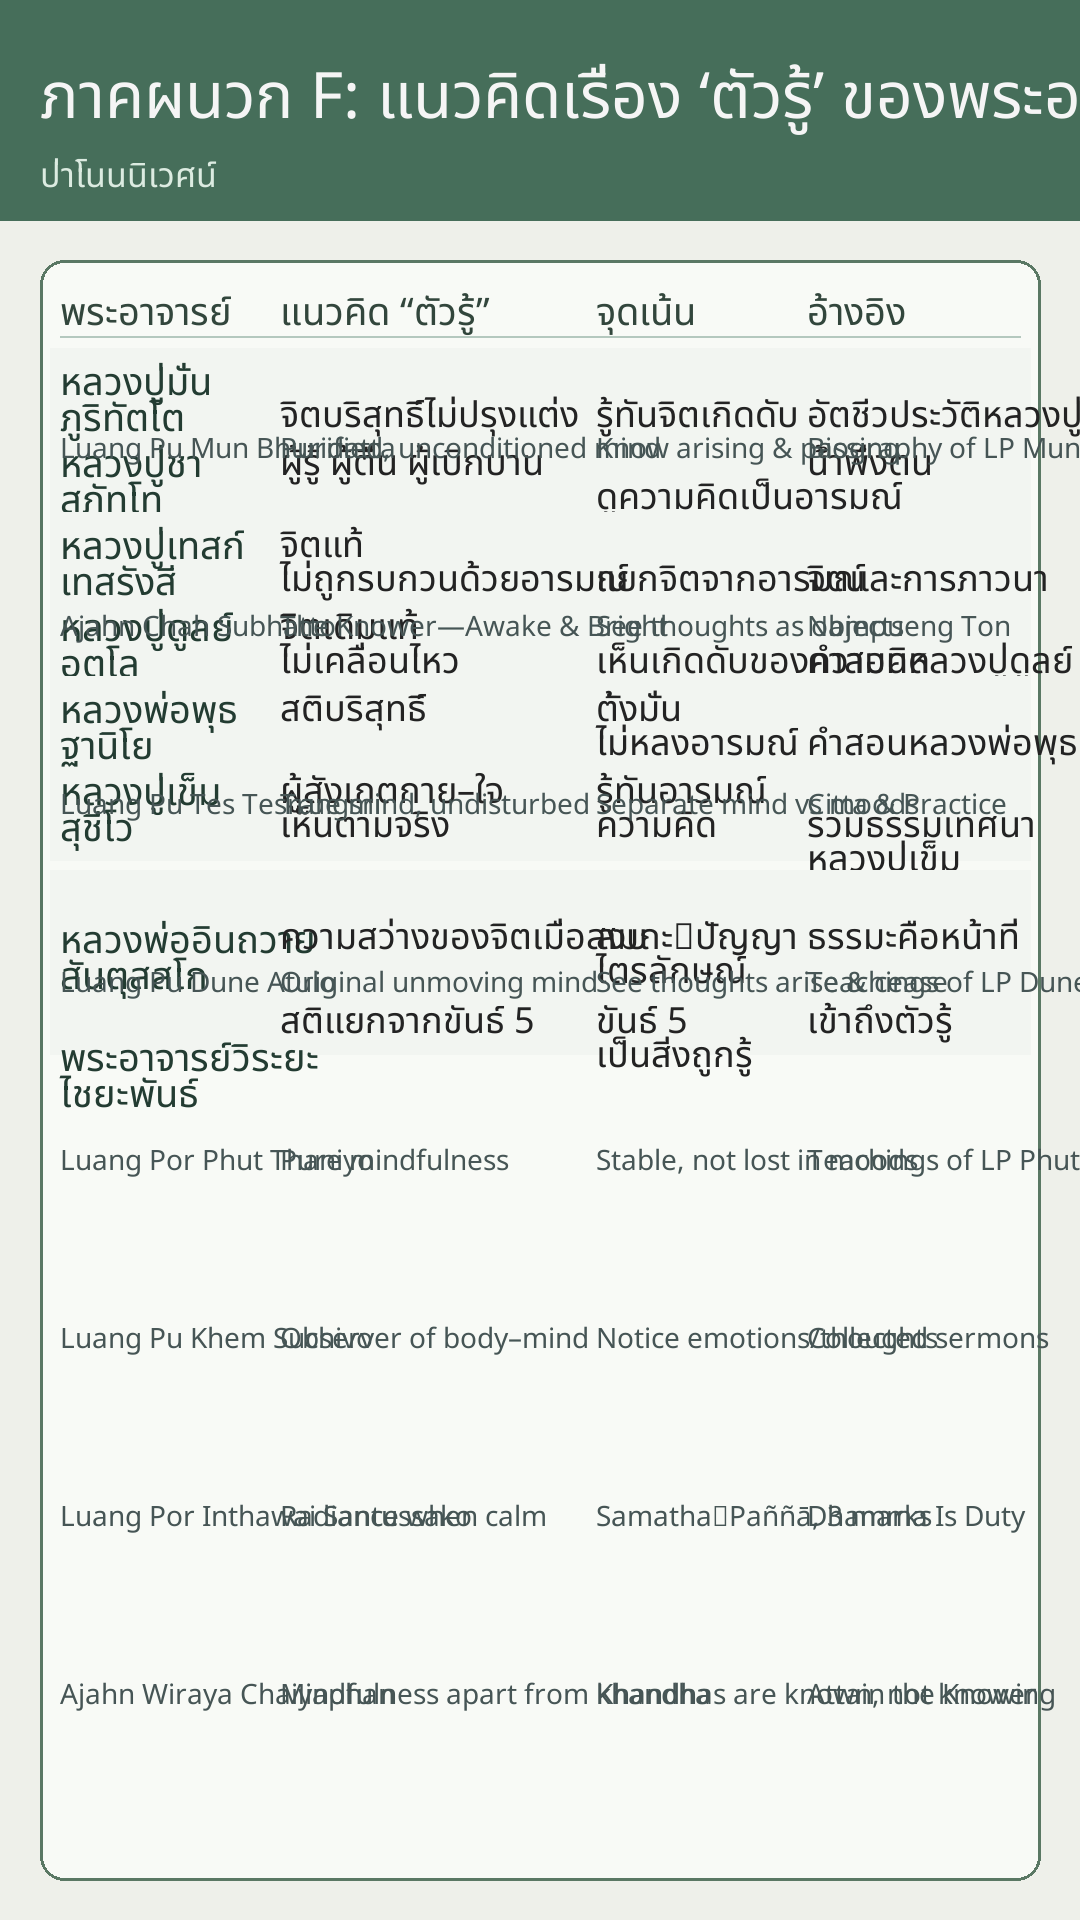 ภาคผนวก F: แนวคิดเรื่อง ‘ตัวรู้’ ของพระอ
ปาโนนนิเวศน์
พระอาจารย์ แนวคิด “ตัวรู้” จุดเน้น อ้างอิง
หลวงปู่มั่น
ภูริทัตโต จิตบริสุทธิ์ไม่ปรุงแต่ง รู้ทันจิตเกิดดับ อัตชีวประวัติหลวงปู
Luang Pu Mun Bhuridatta Purified, unconditioned mind Know arising & passing Biography of LP Mun
หลวงปู่ชา ผู้รู้ ผู้ตื่น ผู้เบิกบาน น้ำผึ้งต้น
สุภัทโท ดูความคิดเป็นอารมณ์
หลวงปู่เทสก์ จิตแท้
เทสรังสี ไม่ถูกรบกวนด้วยอารมณ์ แยกจิตจากอารมณ์ จิตและการภาวนา
Ajahn Chah Subhaddo The Knower—Awake & Bright See thoughts as objects Nampueng Ton
หลวงปู่ดูลย์ จิตเดิมแท้
อตุโล ไม่เคลื่อนไหว เห็นเกิดดับของความคิด คำสอนหลวงปู่ดูลย์
หลวงพ่อพุธ สติบริสุทธิ์ ตั้งมั่น
ฐานิโย ไม่หลงอารมณ์ คำสอนหลวงพ่อพุธ
หลวงปู่เข็ม ผู้สังเกตกาย–ใจ รู้ทันอารมณ์
Luang Pu Tes Tesrangsi True mind, undisturbed Separate mind vs moods Citta & Practice
สุชีโว เห็นตามจริง ความคิด รวมธรรมเทศนา
หลวงปู่เข็ม
หลวงพ่ออินถวาย ความสว่างของจิตเมื่อสงบ สมถะ▯ปัญญา ธรรมะคือหน้าที่
สันตุสสโก ไตรลักษณ์
Luang Pu Dune Atulo Original unmoving mind See thoughts arise & cease Teachings of LP Dune
สติแยกจากขันธ์ 5 ขันธ์ 5 เข้าถึงตัวรู้
พระอาจารย์วิระยะ เป็นสิ่งถูกรู้
ไชยะพันธ์
Luang Por Phut Thaniyo Pure mindfulness Stable, not lost in moods Teachings of LP Phut
Luang Pu Khem Suchivo Observer of body–mind Notice emotions/thoughts Collected sermons
Luang Por Inthawai Santussako Radiance when calm Samatha▯Paññā, 3 marks Dhamma Is Duty
Ajahn Wiraya Chaiyaphan Mindfulness apart from khandha Khandhas are known, not knowing Attain the Knower